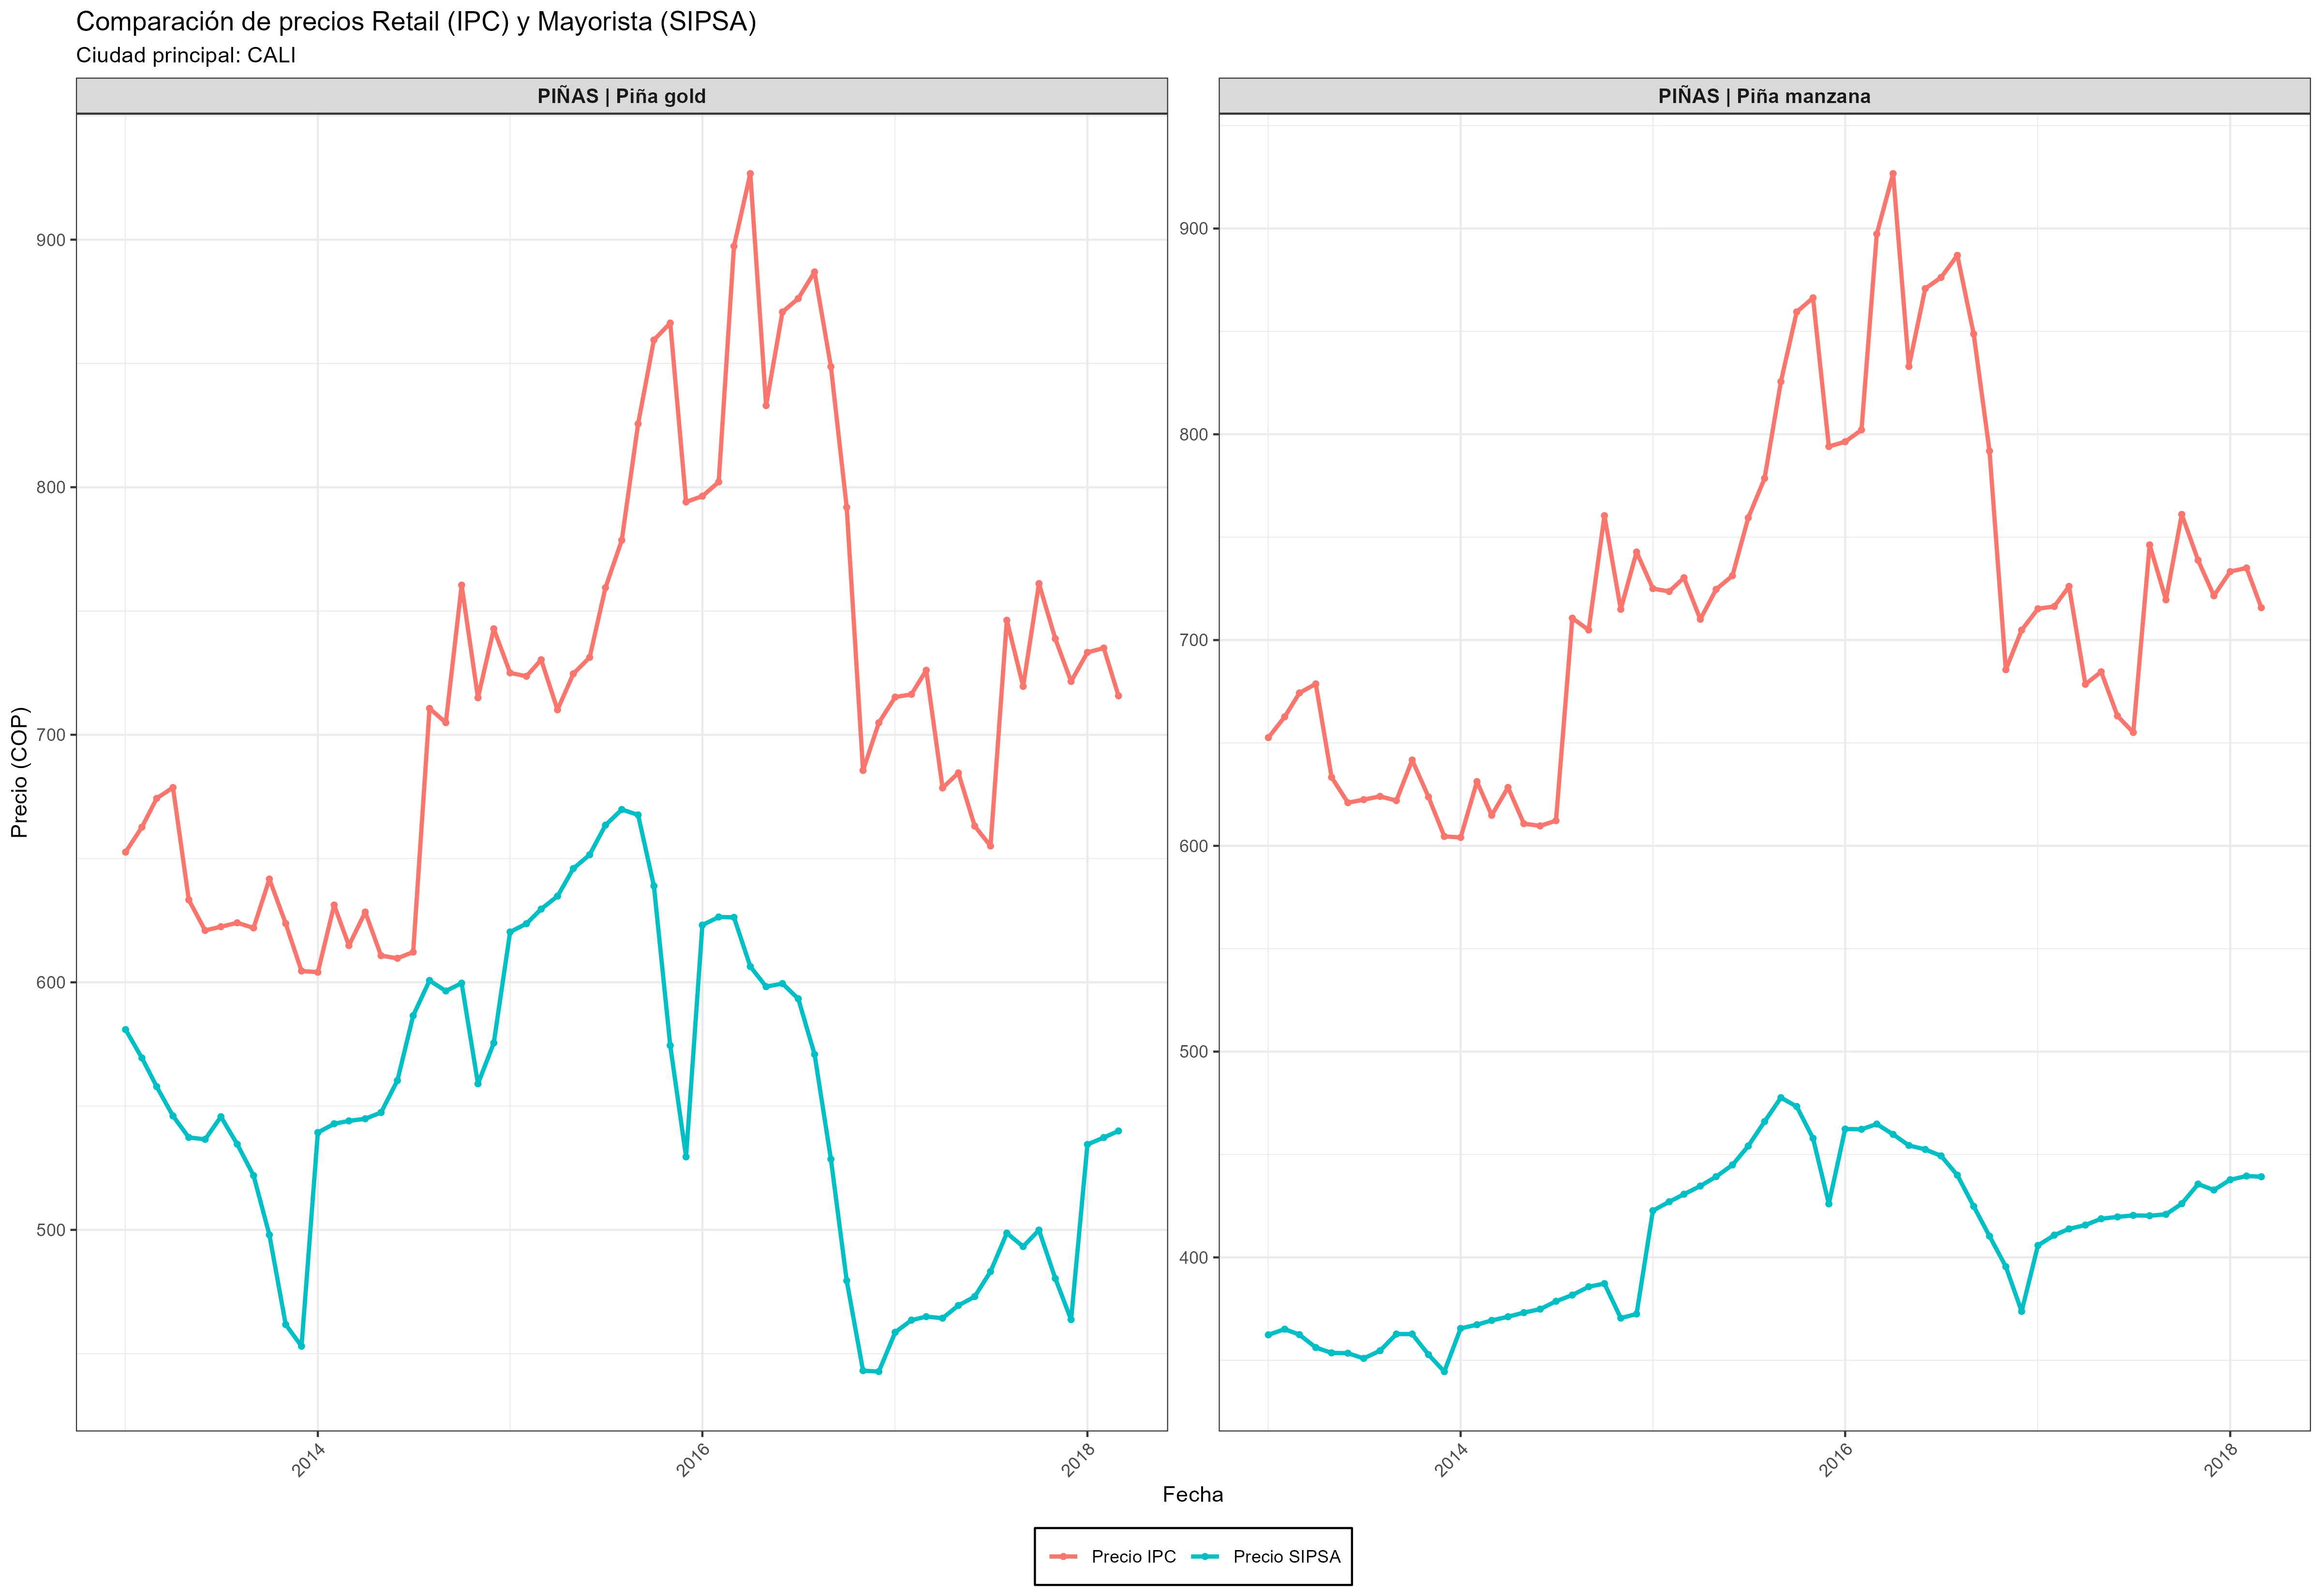 Comparación de precios Retail (IPC) y Mayorista (SIPSA)
Ciudad principal: CALI
PIÑAS | Piña gold
PIÑAS | Piña manzana
Precio (COP)
900
800
700
600
500
900
800
700
600
500
400
2014
2016
2018
2014
2016
2018
Fecha
Precio IPC
Precio SIPSA